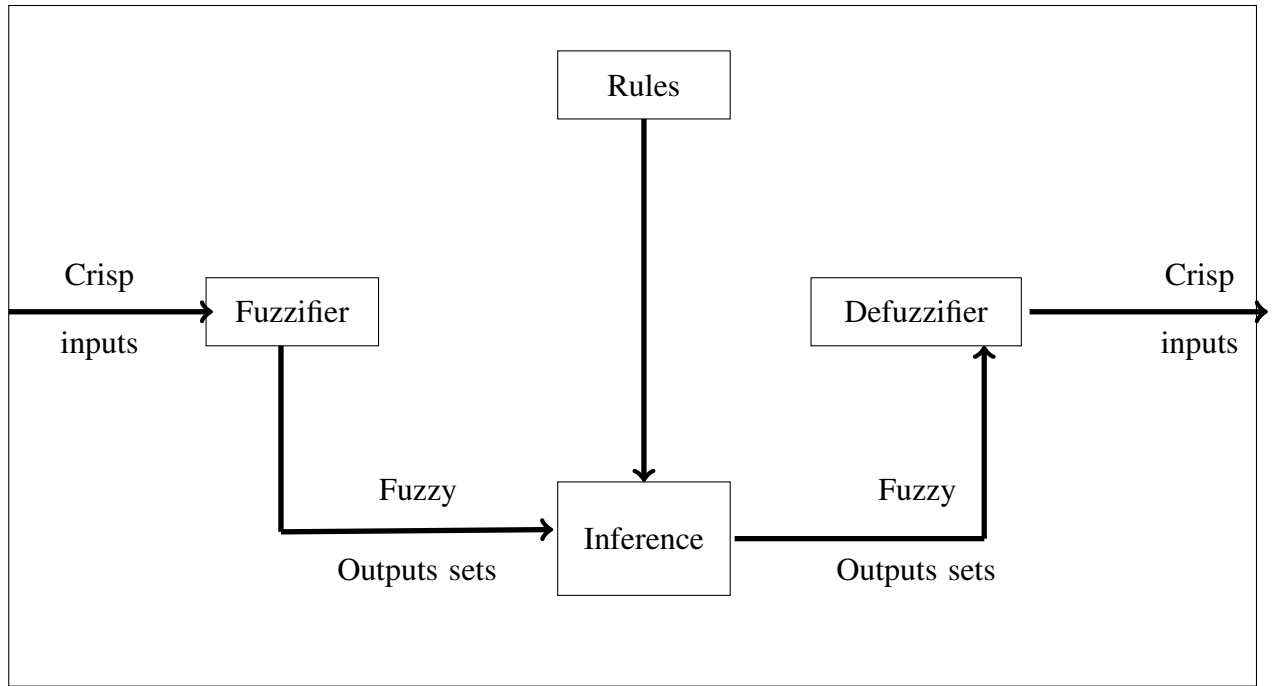 Rules
Crisp
inputs
Fuzzifier
Defuzzifier
Crisp
inputs
Fuzzy
Outputs sets
Inference
Fuzzy
Outputs sets